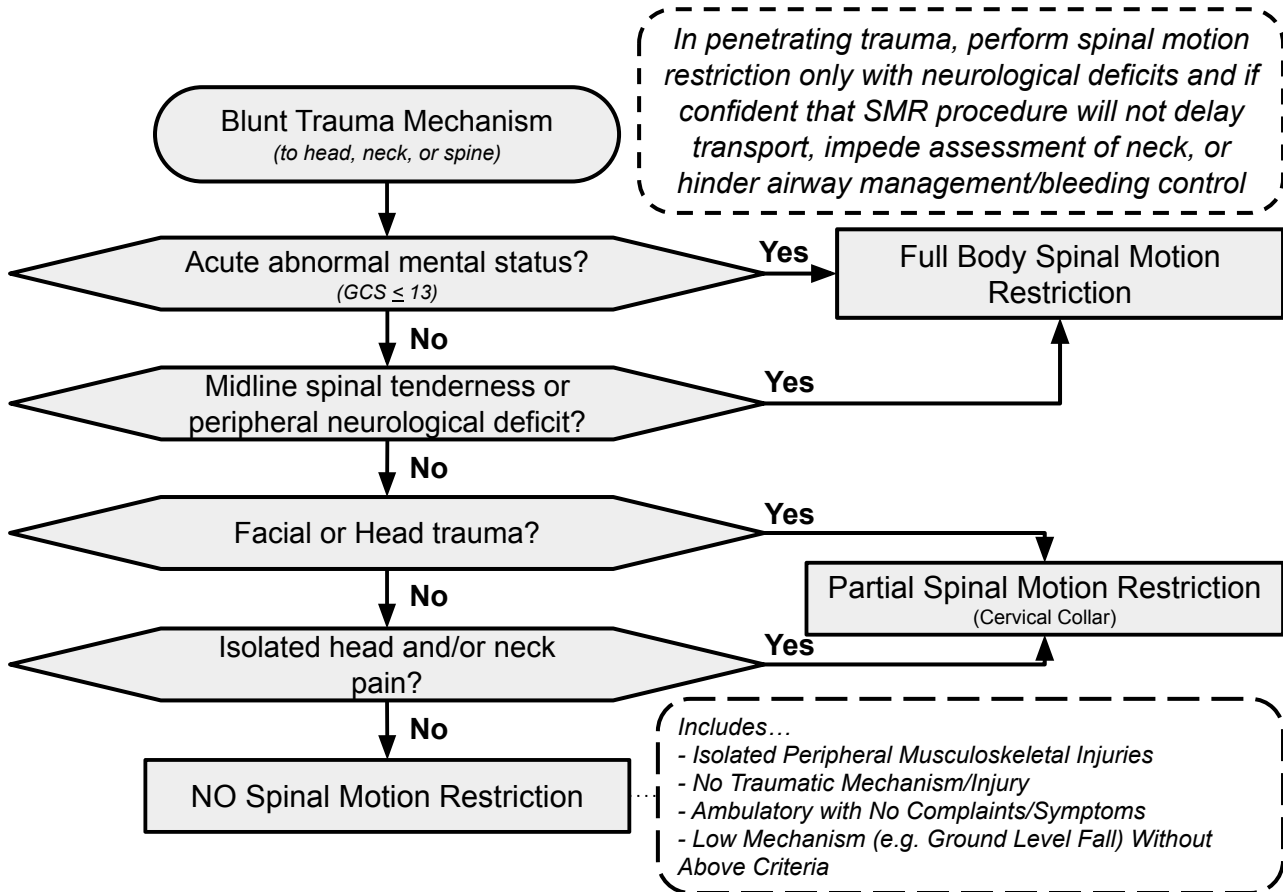 In penetrating trauma, perform spinal motion
restriction only with neurological deficits and if
confident that SMR procedure will not delay
transport, impede assessment of neck, or
hinder airway management/bleeding control
Blunt Trauma Mechanism
(to head, neck, or spine)
Acute abnormal mental status?
(GCS ≤ 13)
Yes
Full Body Spinal Motion
Restriction
No
Midline spinal tenderness or
peripheral neurological deficit?
Yes
No
Facial or Head trauma?
Yes
Partial Spinal Motion Restriction
(Cervical Collar)
No
Isolated head and/or neck
pain?
Yes
No
NO Spinal Motion Restriction
Includes…
- Isolated Peripheral Musculoskeletal Injuries
- No Traumatic Mechanism/Injury
- Ambulatory with No Complaints/Symptoms
- Low Mechanism (e.g. Ground Level Fall) Without
Above Criteria